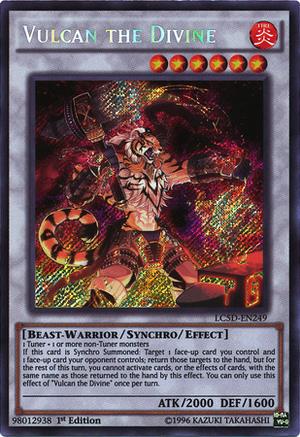 VULCAN THE DIVINE
FIRE
炎
LC5D-EN249
[BEAST-WARRIOR/SYNCHRO/EFFECT]
1 Tuner + 1 or more non-Tuner monsters
If this card is Synchro Summoned: Target 1 face-up card you control and
1 face-up card your opponent controls; return those targets to the hand, but for
the rest of this turn, you cannot activate cards, or the effects of cards, with the
same name as those returned to the hand by this effect. You can only use this
effect of "Vulcan the Divine" once per turn.
ATK/2000 DEF/1600
98012938 1st Edition ©1996 KAZUKI TAKAHASHI